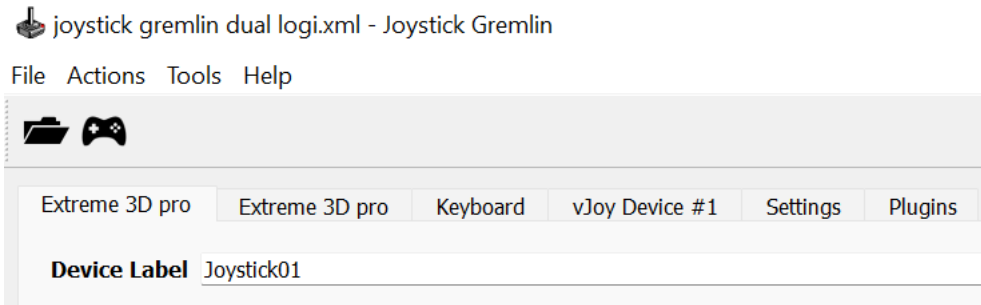 joystick gremlin dual logi.xml - Joystick Gremlin
File Actions Tools Help
Extreme 3D pro Extreme 3D pro Keyboard vJoy Device #1 Settings Plugins
Device Label Joystick01